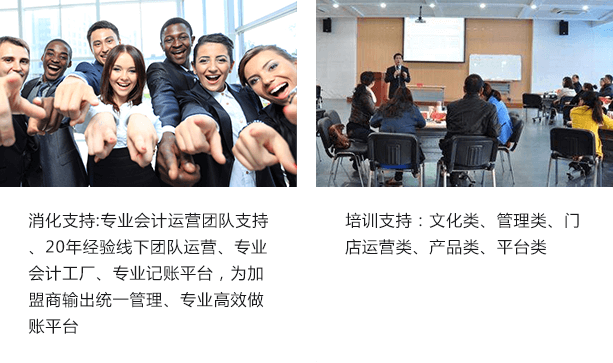 消化支持:专业会计运营团队支持
、20年经验线下团队运营、专业
会计工厂、专业记账平台，为加
盟商输出统一管理、专业高效做
账平台
培训支持：文化类、管理类、门
店运营类、产品类、平台类